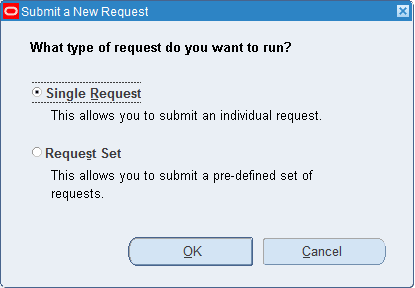 Submit a New Request
What type of request do you want to run?
Single Request
This allows you to submit an individual request.
Request Set
This allows you to submit a pre-defined set of
requests.
OK
Cancel